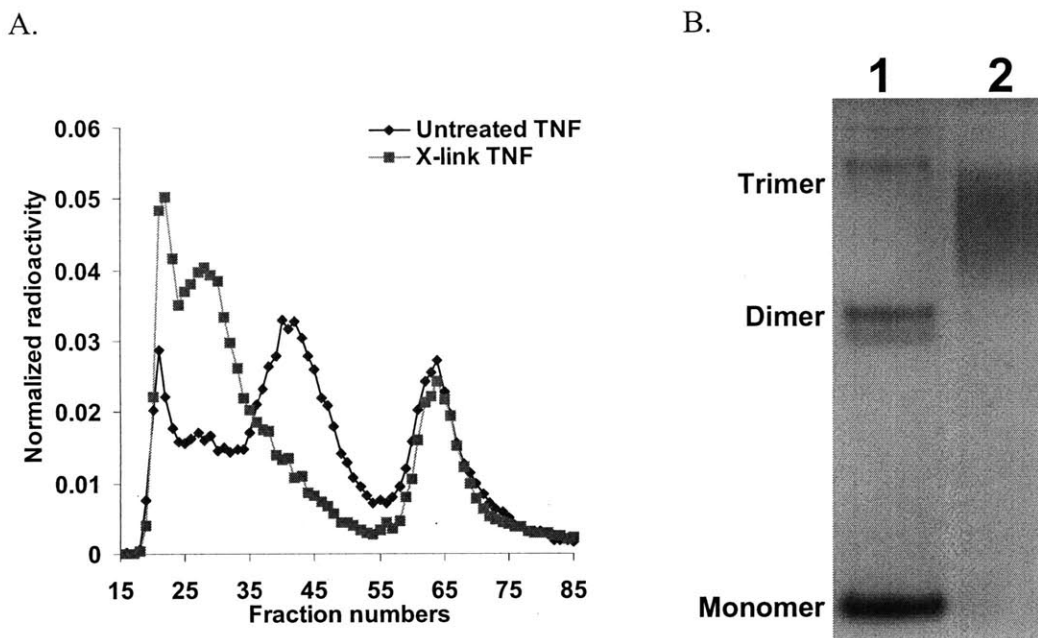 A.
Normalized radioactivity
0.06
0.05
0.04
0.03
0.02
0.01
0
Untreated TNF
X-link TNF
15 25 35 45 55 65 75 85
Fraction numbers
B.
1 2
Trimer
Dimer
Monomer